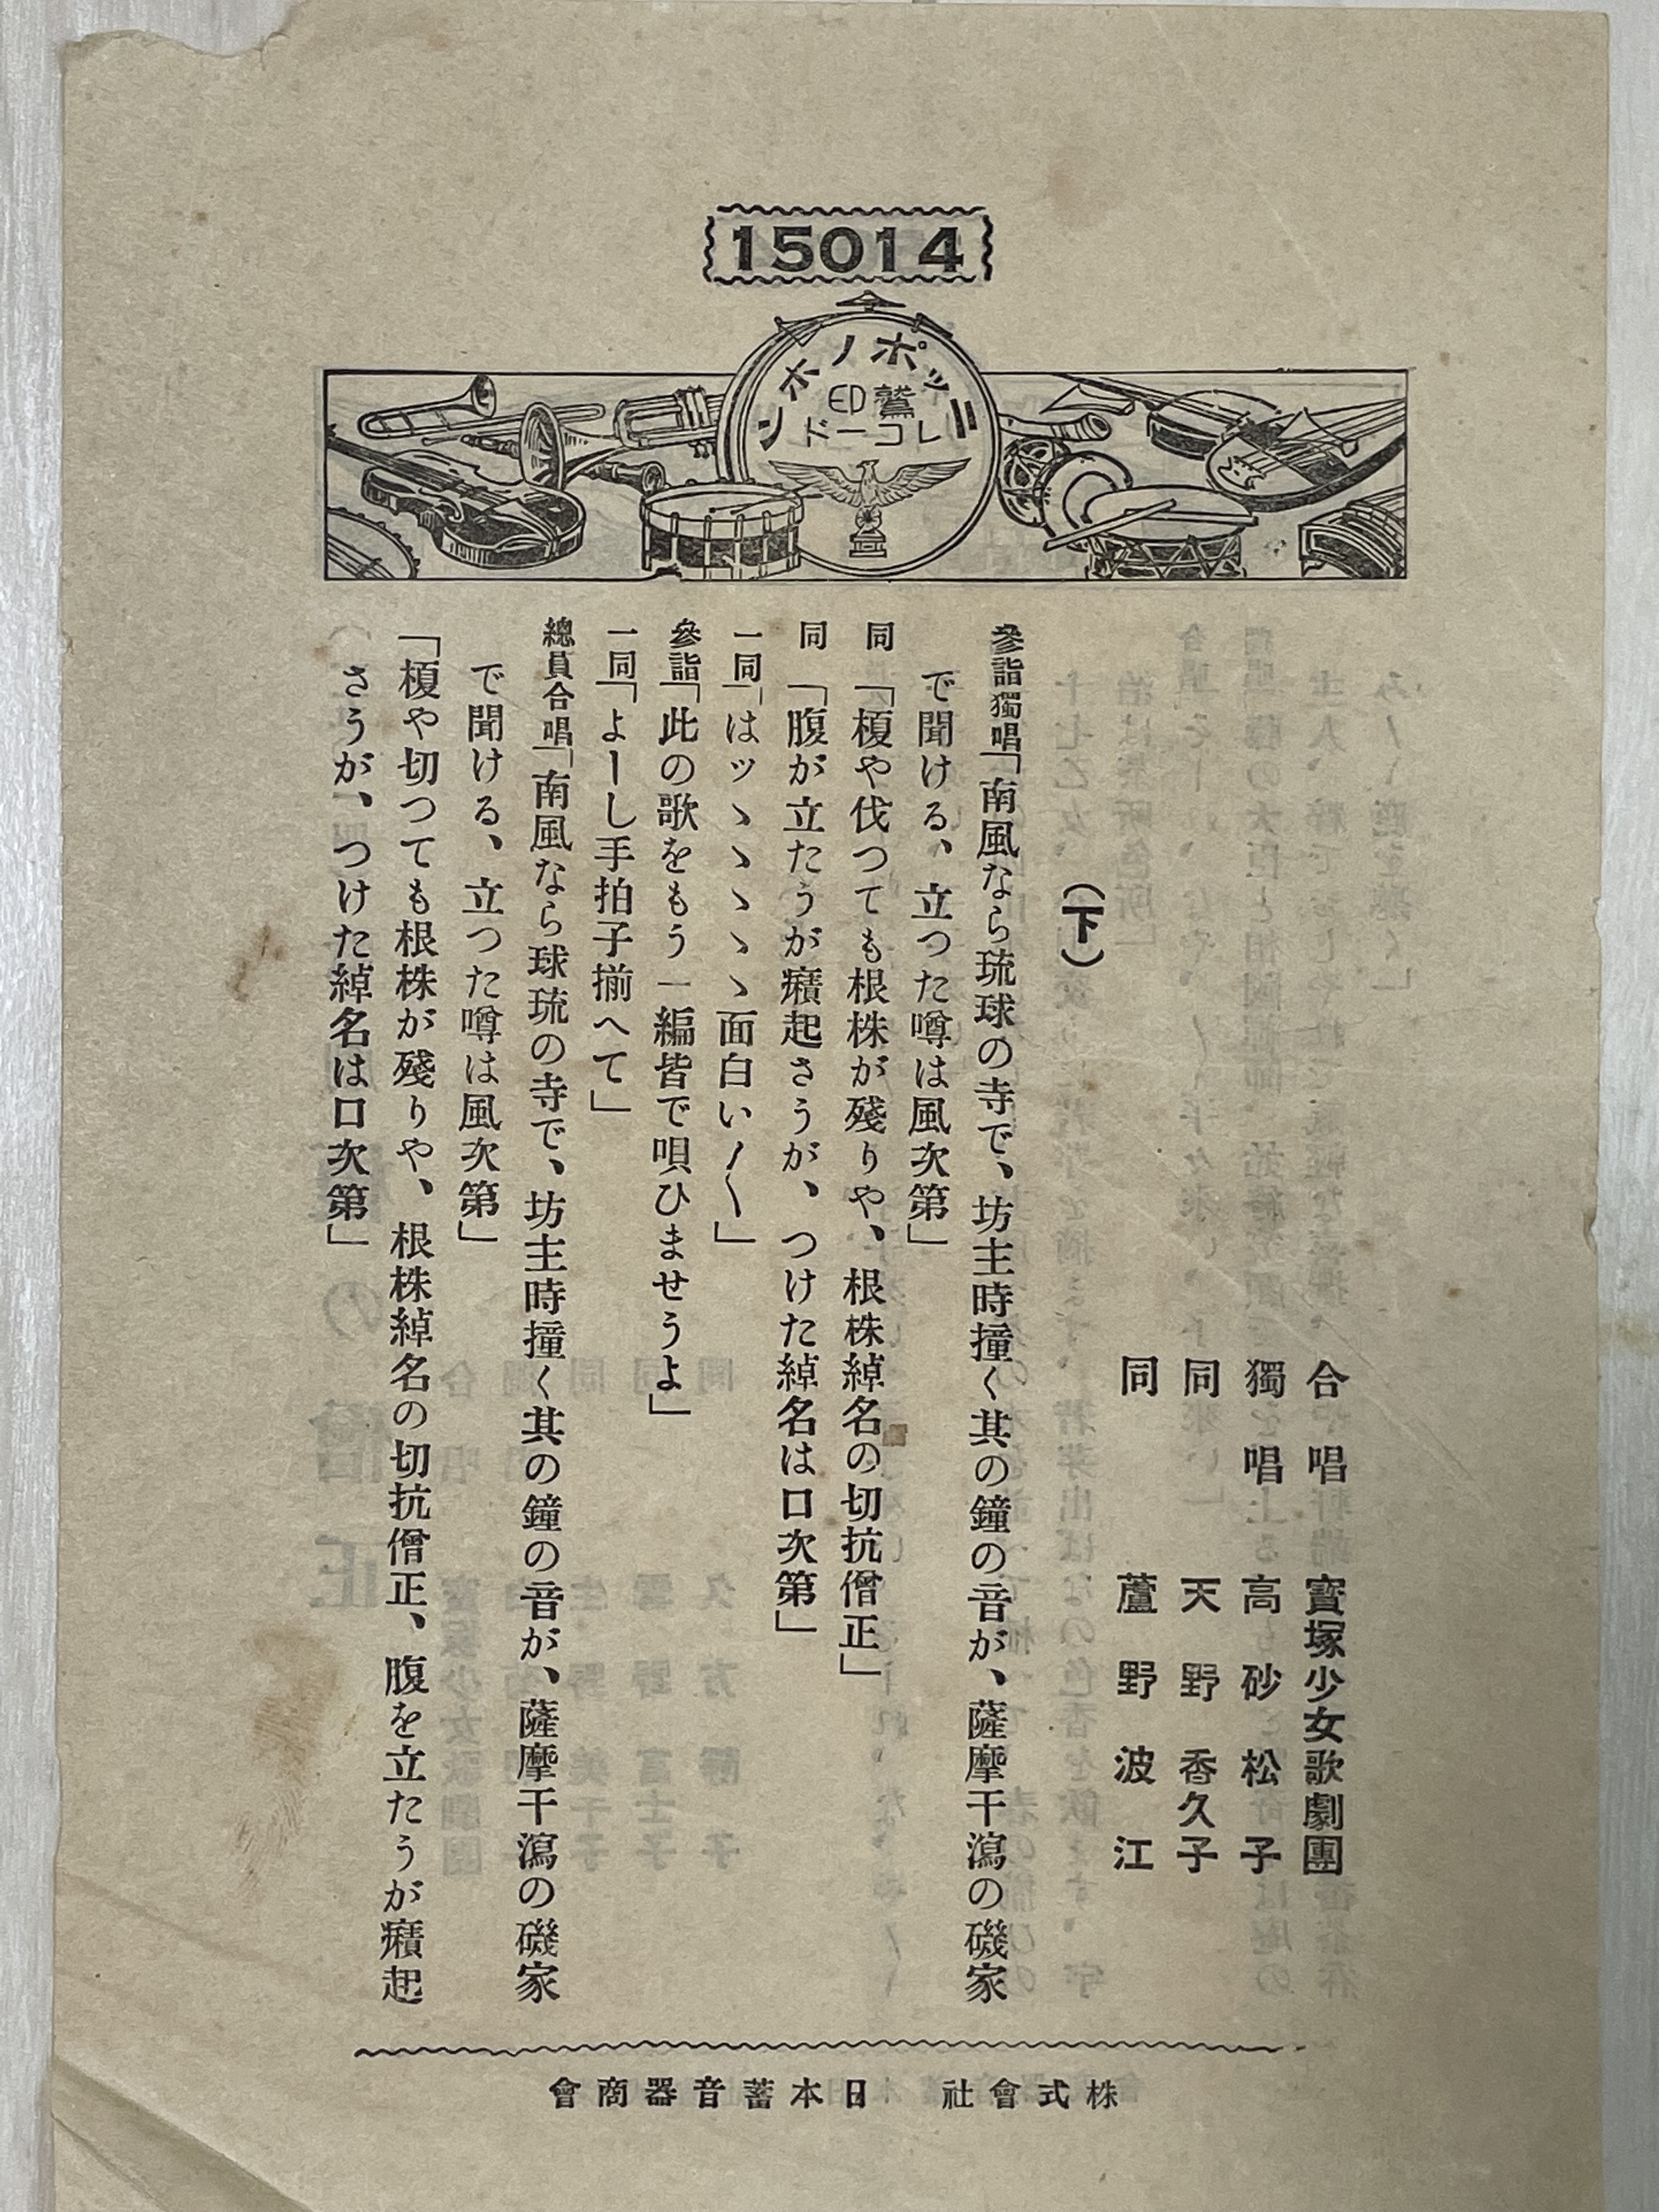 15014
ニッポノホン
鷲印
レコード
合唱 寳塚少女歌劇團
獨唱 高砂松子
同 天野香久子
同 蘆野波江
(下)
參詣獨唱「南風なら琉球の寺で、坊主時撞く其の鐘の音が、薩摩干瀉の磯家
で聞ける、立つた噂は風次第」
同「榎や伐つても根株が殘りや、根株綽名の切抗僧正」
同「腹が立たうが癪起さうが、つけた綽名は口次第」
一同「はッヽヽヽヽ面白い〳〵」
參詣「此の歌をもう一編皆で唄ひませうよ」
一同「よーし手拍子揃へて」
總員合唱「南風なら球琉の寺で、坊主時撞く其の鐘の音が、薩摩干瀉の磯家
で聞ける、立つた噂は風次第」
「榎や切つても根株が殘りや、根株綽名の切抗僧正、腹を立たうが癪起
さうが、つけた綽名は口次第」
株式會社 日本蓄音器商會